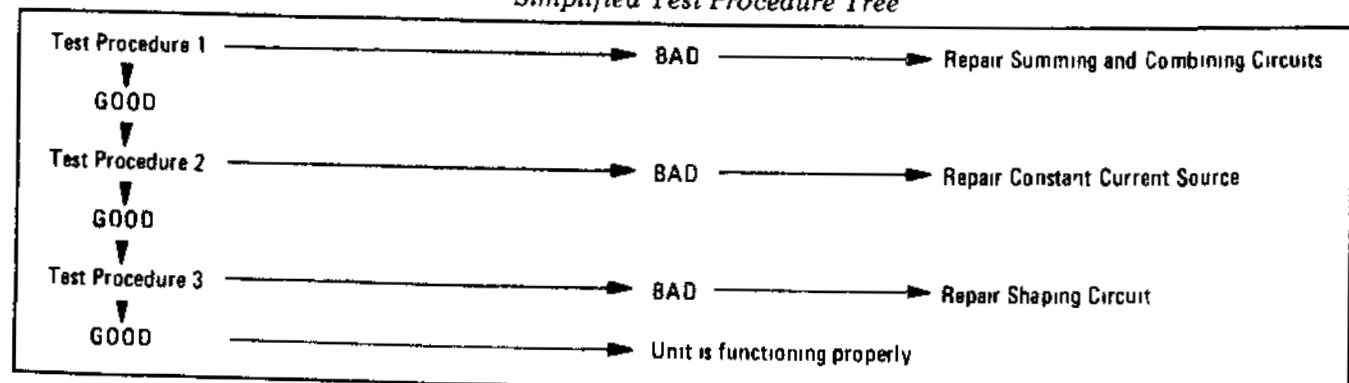 Simplified Test Procedure Tree
Test Procedure 1 BAD Repair Summing and Combining Circuits
GOOD
Test Procedure 2 BAD Repair Constant Current Source
GOOD
Test Procedure 3 BAD Repair Shaping Circuit
GOOD Unit is functioning properly